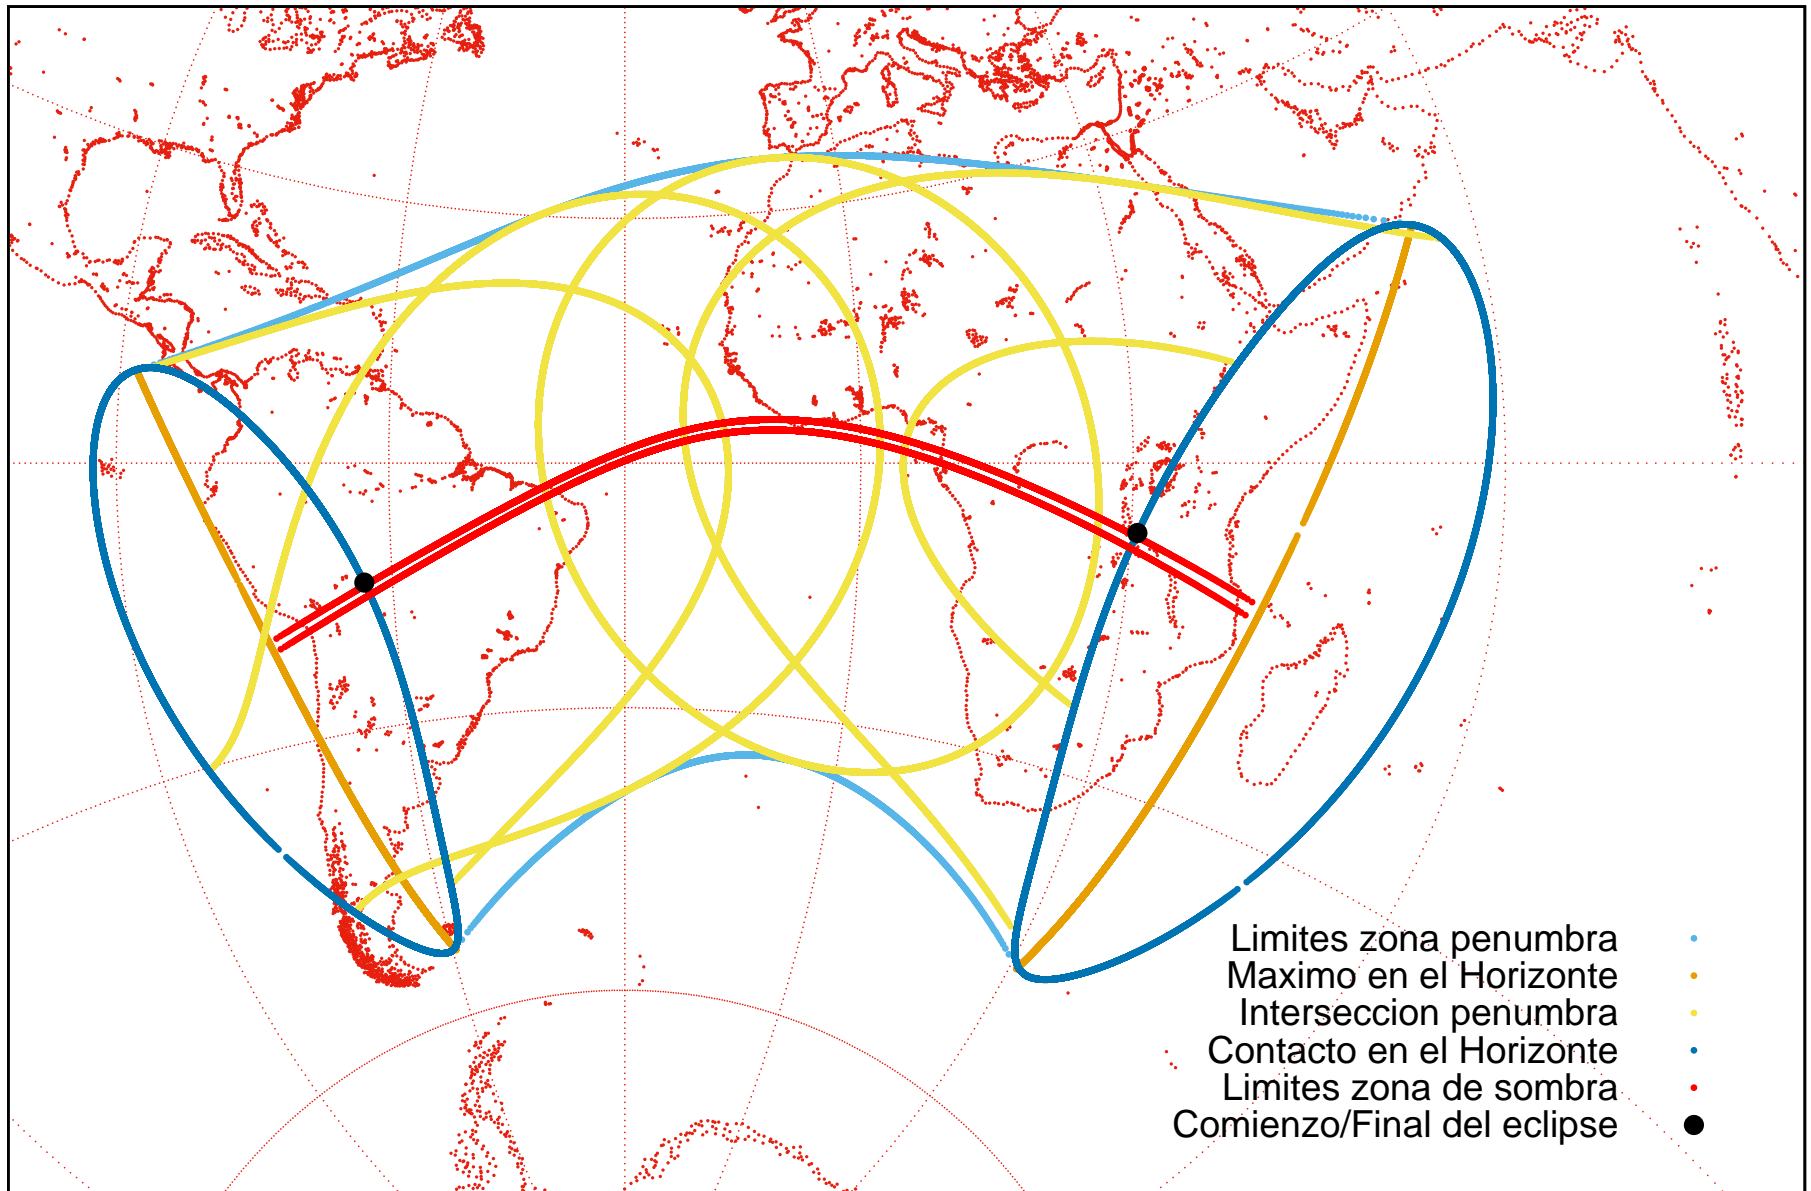 Limites zona penumbra
Maximo en el Horizonte
Interseccion penumbra
Contacto en el Horizonte
Limites zona de sombra
Comienzo/Final del eclipse